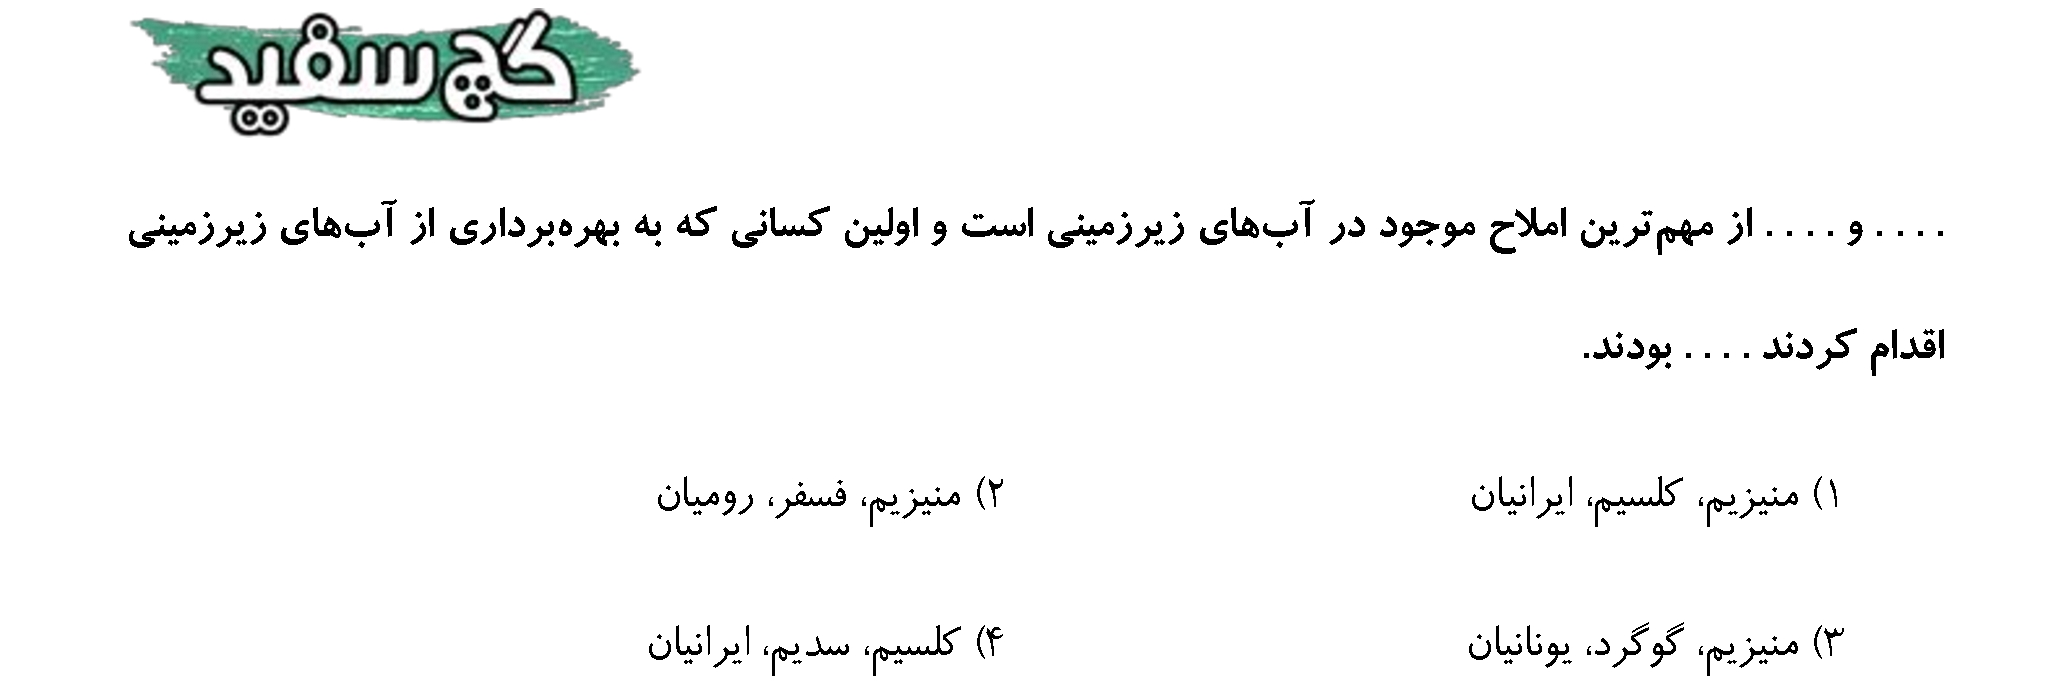 گچ سفید
. . . . و . . . . از مهم‌ترین املاح موجود در آب‌های زیرزمینی است و اولین کسانی که به بهره‌برداری از آب‌های زیرزمینی
اقدام کردند . . . . بودند.
۱) منیزیم، کلسیم، ایرانیان
۲) منیزیم، فسفر، رومیان
۳) منیزیم، گوگرد، یونانیان
۴) کلسیم، سدیم، ایرانیان